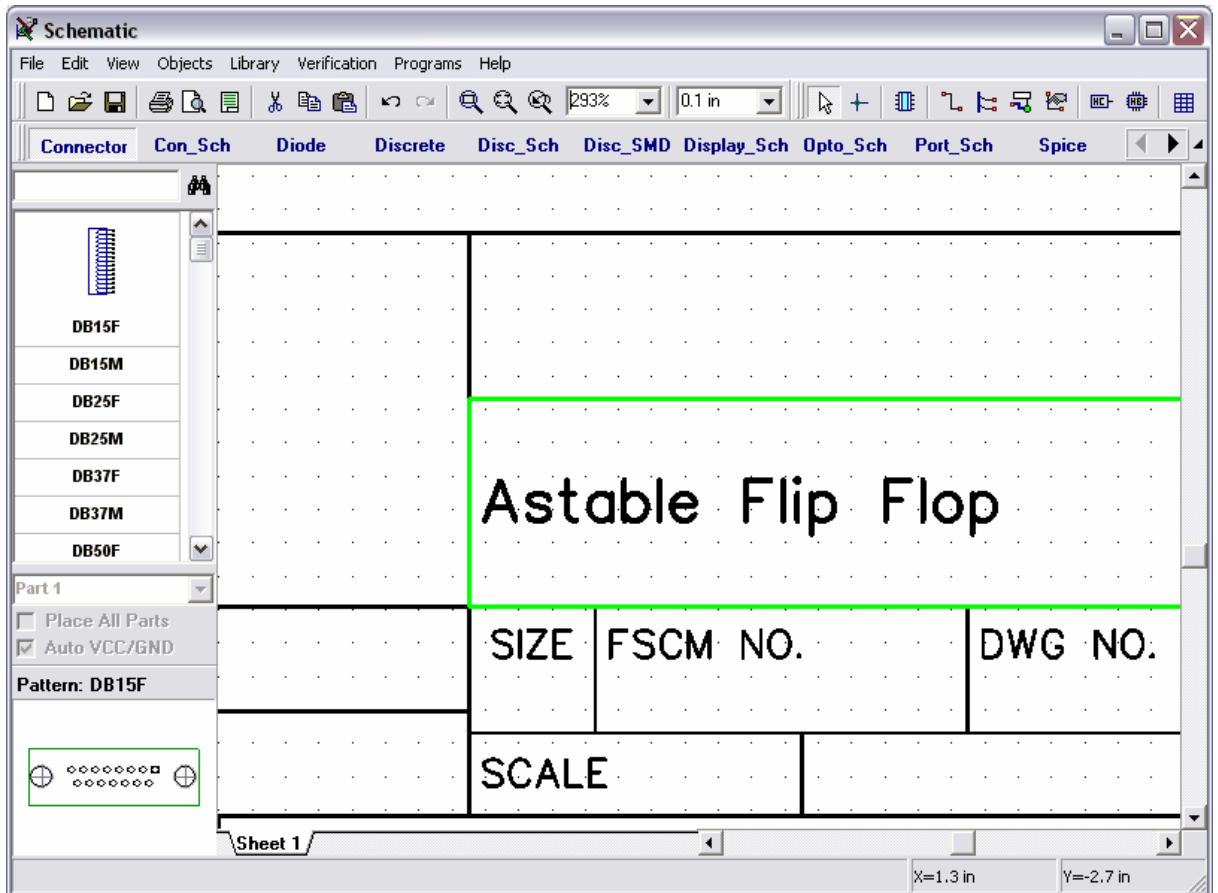 Schematic
File Edit View Objects Library Verification Programs Help
293% 0.1 in
Connector Con_Sch Diode Discrete Disc_Sch Disc_SMD Display_Sch Opto_Sch Port_Sch Spice
DB15F
DB15M
DB25F
DB25M
DB37F
DB37M
DB50F
Part 1
Place All Parts
Auto VCC/GND
Pattern: DB15F
Astable Flip Flop
SIZE FSCM NO. DWG NO.
SCALE
Sheet 1
X=1.3 in Y=-2.7 in